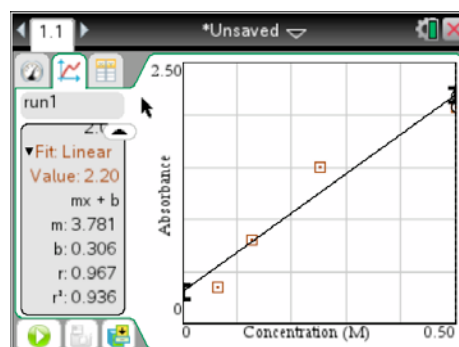 1.1
*Unsaved
run1
Fit: Linear
Value: 2.20
mx + b
m: 3.781
b: 0.306
r: 0.967
r²: 0.936
2.50
Absorbance
0
0
Concentration (M)
0.50